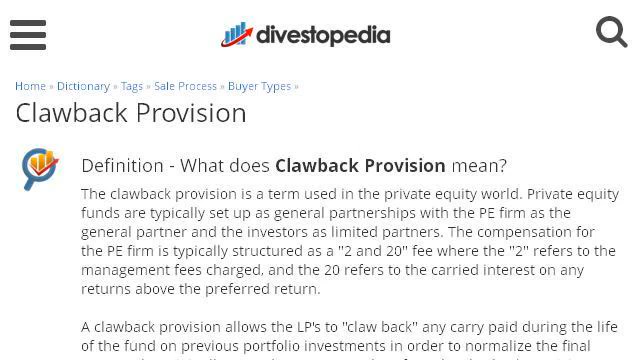 divestopedia
Home » Dictionary » Tags » Sale Process » Buyer Types »
Clawback Provision
Definition - What does Clawback Provision mean?
The clawback provision is a term used in the private equity world. Private equity
funds are typically set up as general partnerships with the PE firm as the
general partner and the investors as limited partners. The compensation for
the PE firm is typically structured as a "2 and 20" fee where the "2" refers to the
management fees charged, and the 20 refers to the carried interest on any
returns above the preferred return.
A clawback provision allows the LP's to "claw back" any carry paid during the life
of the fund on previous portfolio investments in order to normalize the final